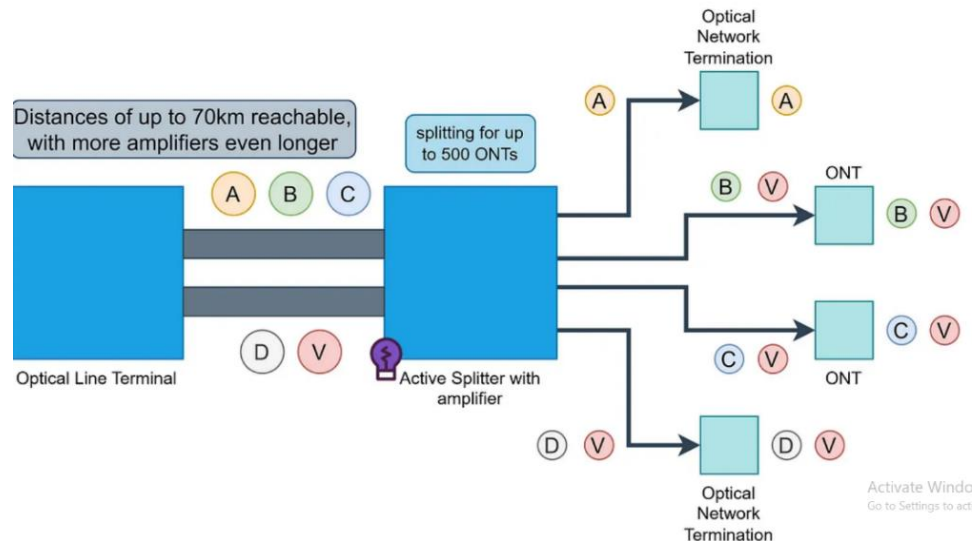 Optical
Network
Termination
Distances of up to 70km reachable,
with more amplifiers even longer
splitting for up
to 500 ONTs
A
A
A
B
C
B
V
ONT
B
V
D
V
C
V
C
V
ONT
Optical Line Terminal
Active Splitter with
amplifier
D
V
D
V
Optical
Network
Termination
Activate Windo
Go to Settings to acti